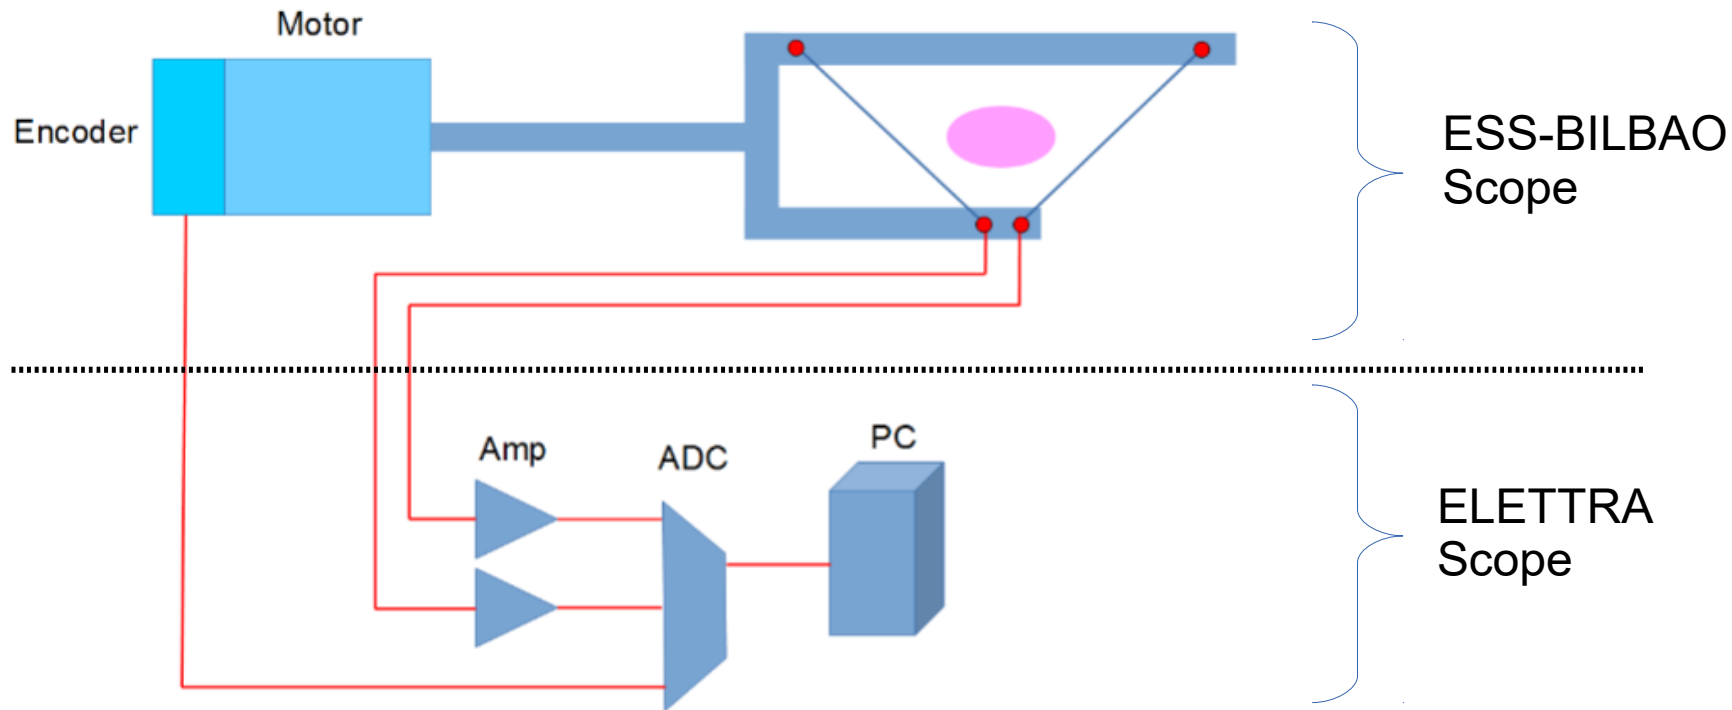 Motor
Encoder
ESS-BILBAO
Scope
Amp
ADC
PC
ELETTRA
Scope